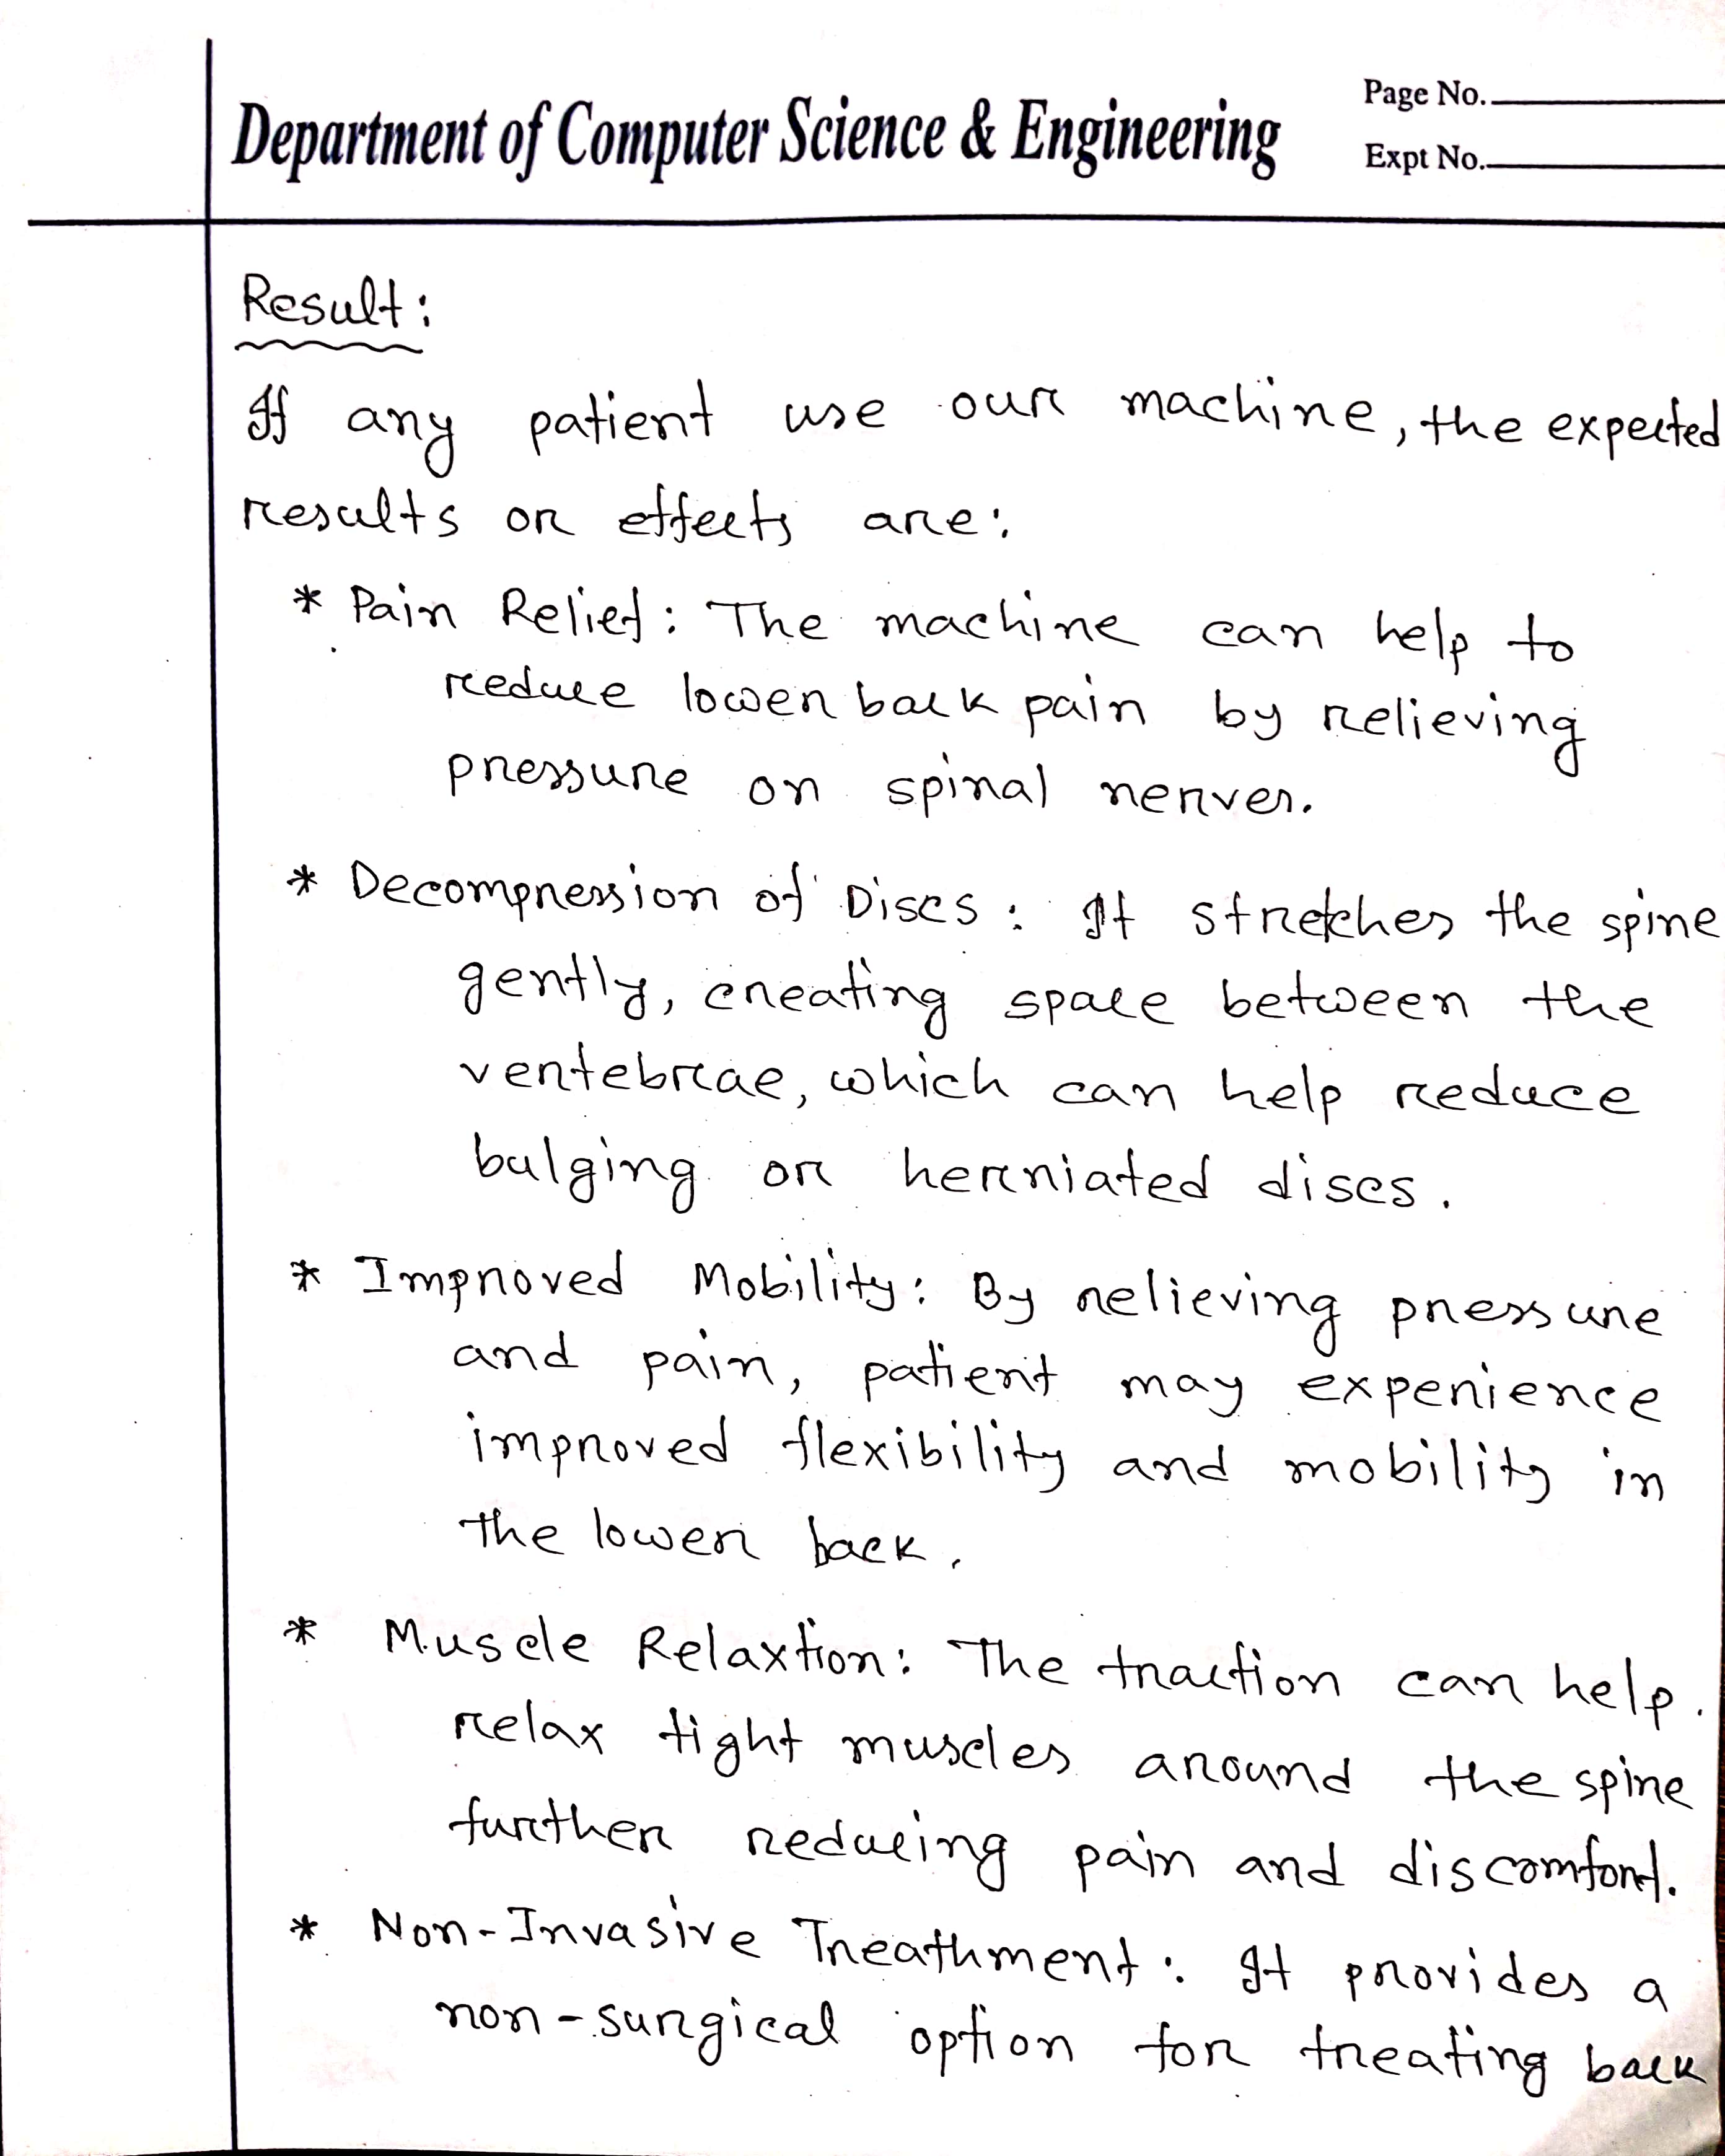 Department of Computer Science & Engineering
Page No.
Expt No.
Result:
If any patient use our machine, the expected
results or effects are:
* Pain Relief: The machine can help to
reduce lower back pain by relieving
pressure on spinal nerves.
* Decompression of Discs: It stretches the spine
gently, creating space between the
vertebrae, which can help reduce
bulging or herniated discs.
* Improved Mobility: By relieving pressure
and pain, patient may experience
improved flexibility and mobility in
the lower back.
* Muscle Relaxtion: The traction can help.
relax tight muscles around the spine
further reducing pain and discomfort.
* Non-Invasive Treathment: It provides a
non-surgical option for treating back